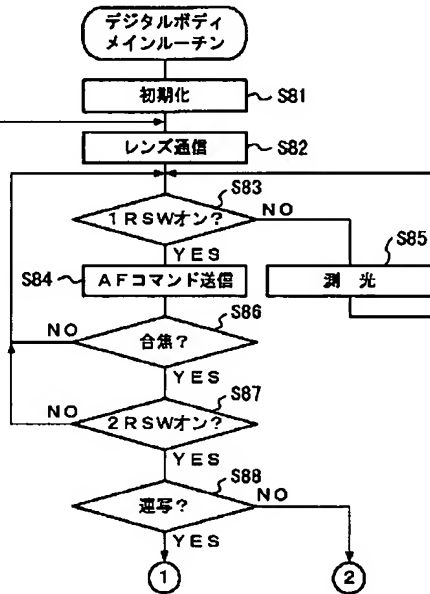 デジタルボディ
メインルーチン
初期化
S81
レンズ通信
S82
S83
1RSWオン?
NO
YES
S84
AFコマンド送信
S85
測 光
S86
NO
合焦?
YES
S87
NO
2RSWオン?
YES
S88
連写?
NO
YES
1
2